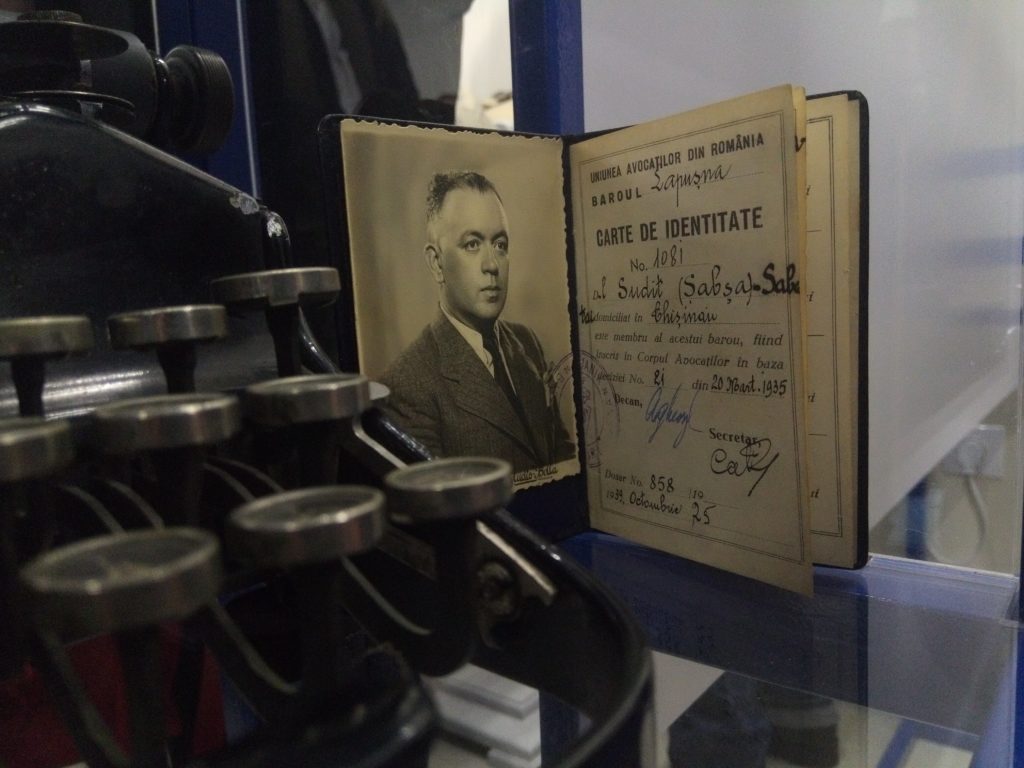 UNIUNEA AVOCAȚILOR DIN ROMÂNIA
BAROUL Lăpușna
CARTE DE IDENTITATE
No. 1081
Sudit (Șabșa)
domiciliat în Chișinău
este membru al acestui barou, fiind
înscris în Corpul Avocaților în baza
deciziei No. 21 din 20 Mart. 1935
Decan,
Secretar,
Dosar No. 858
1939 Octombrie 25